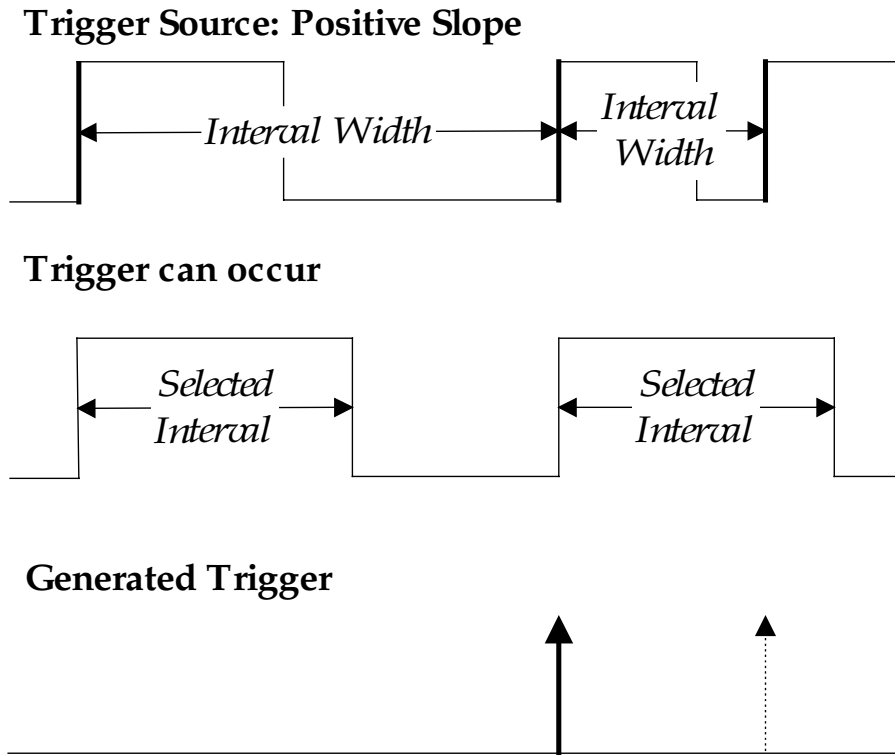 Trigger Source: Positive Slope
Interval Width
Interval
Width
Trigger can occur
Selected
Interval
Selected
Interval
Generated Trigger